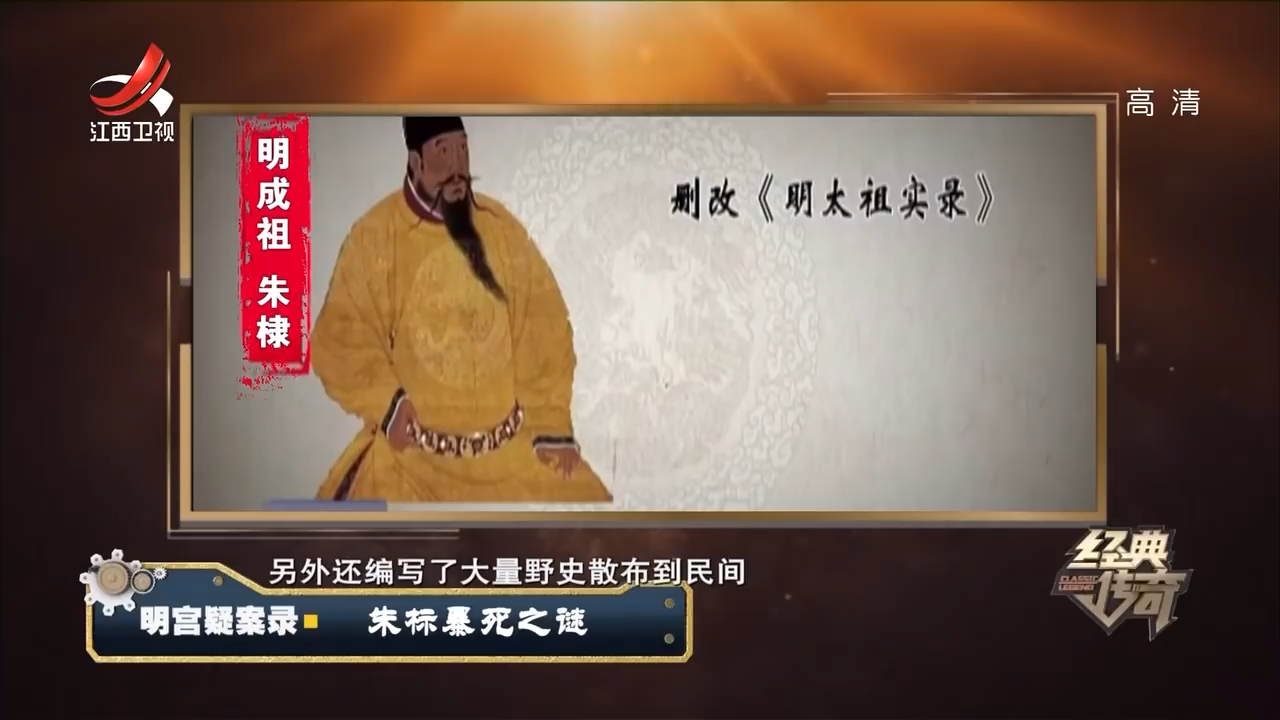 江西卫视
高清
明成祖 朱棣
删改《明太祖实录》
另外还编写了大量野史散布到民间
明宫疑案录 朱标暴死之谜
经典传奇
CLASSIC LEGEND